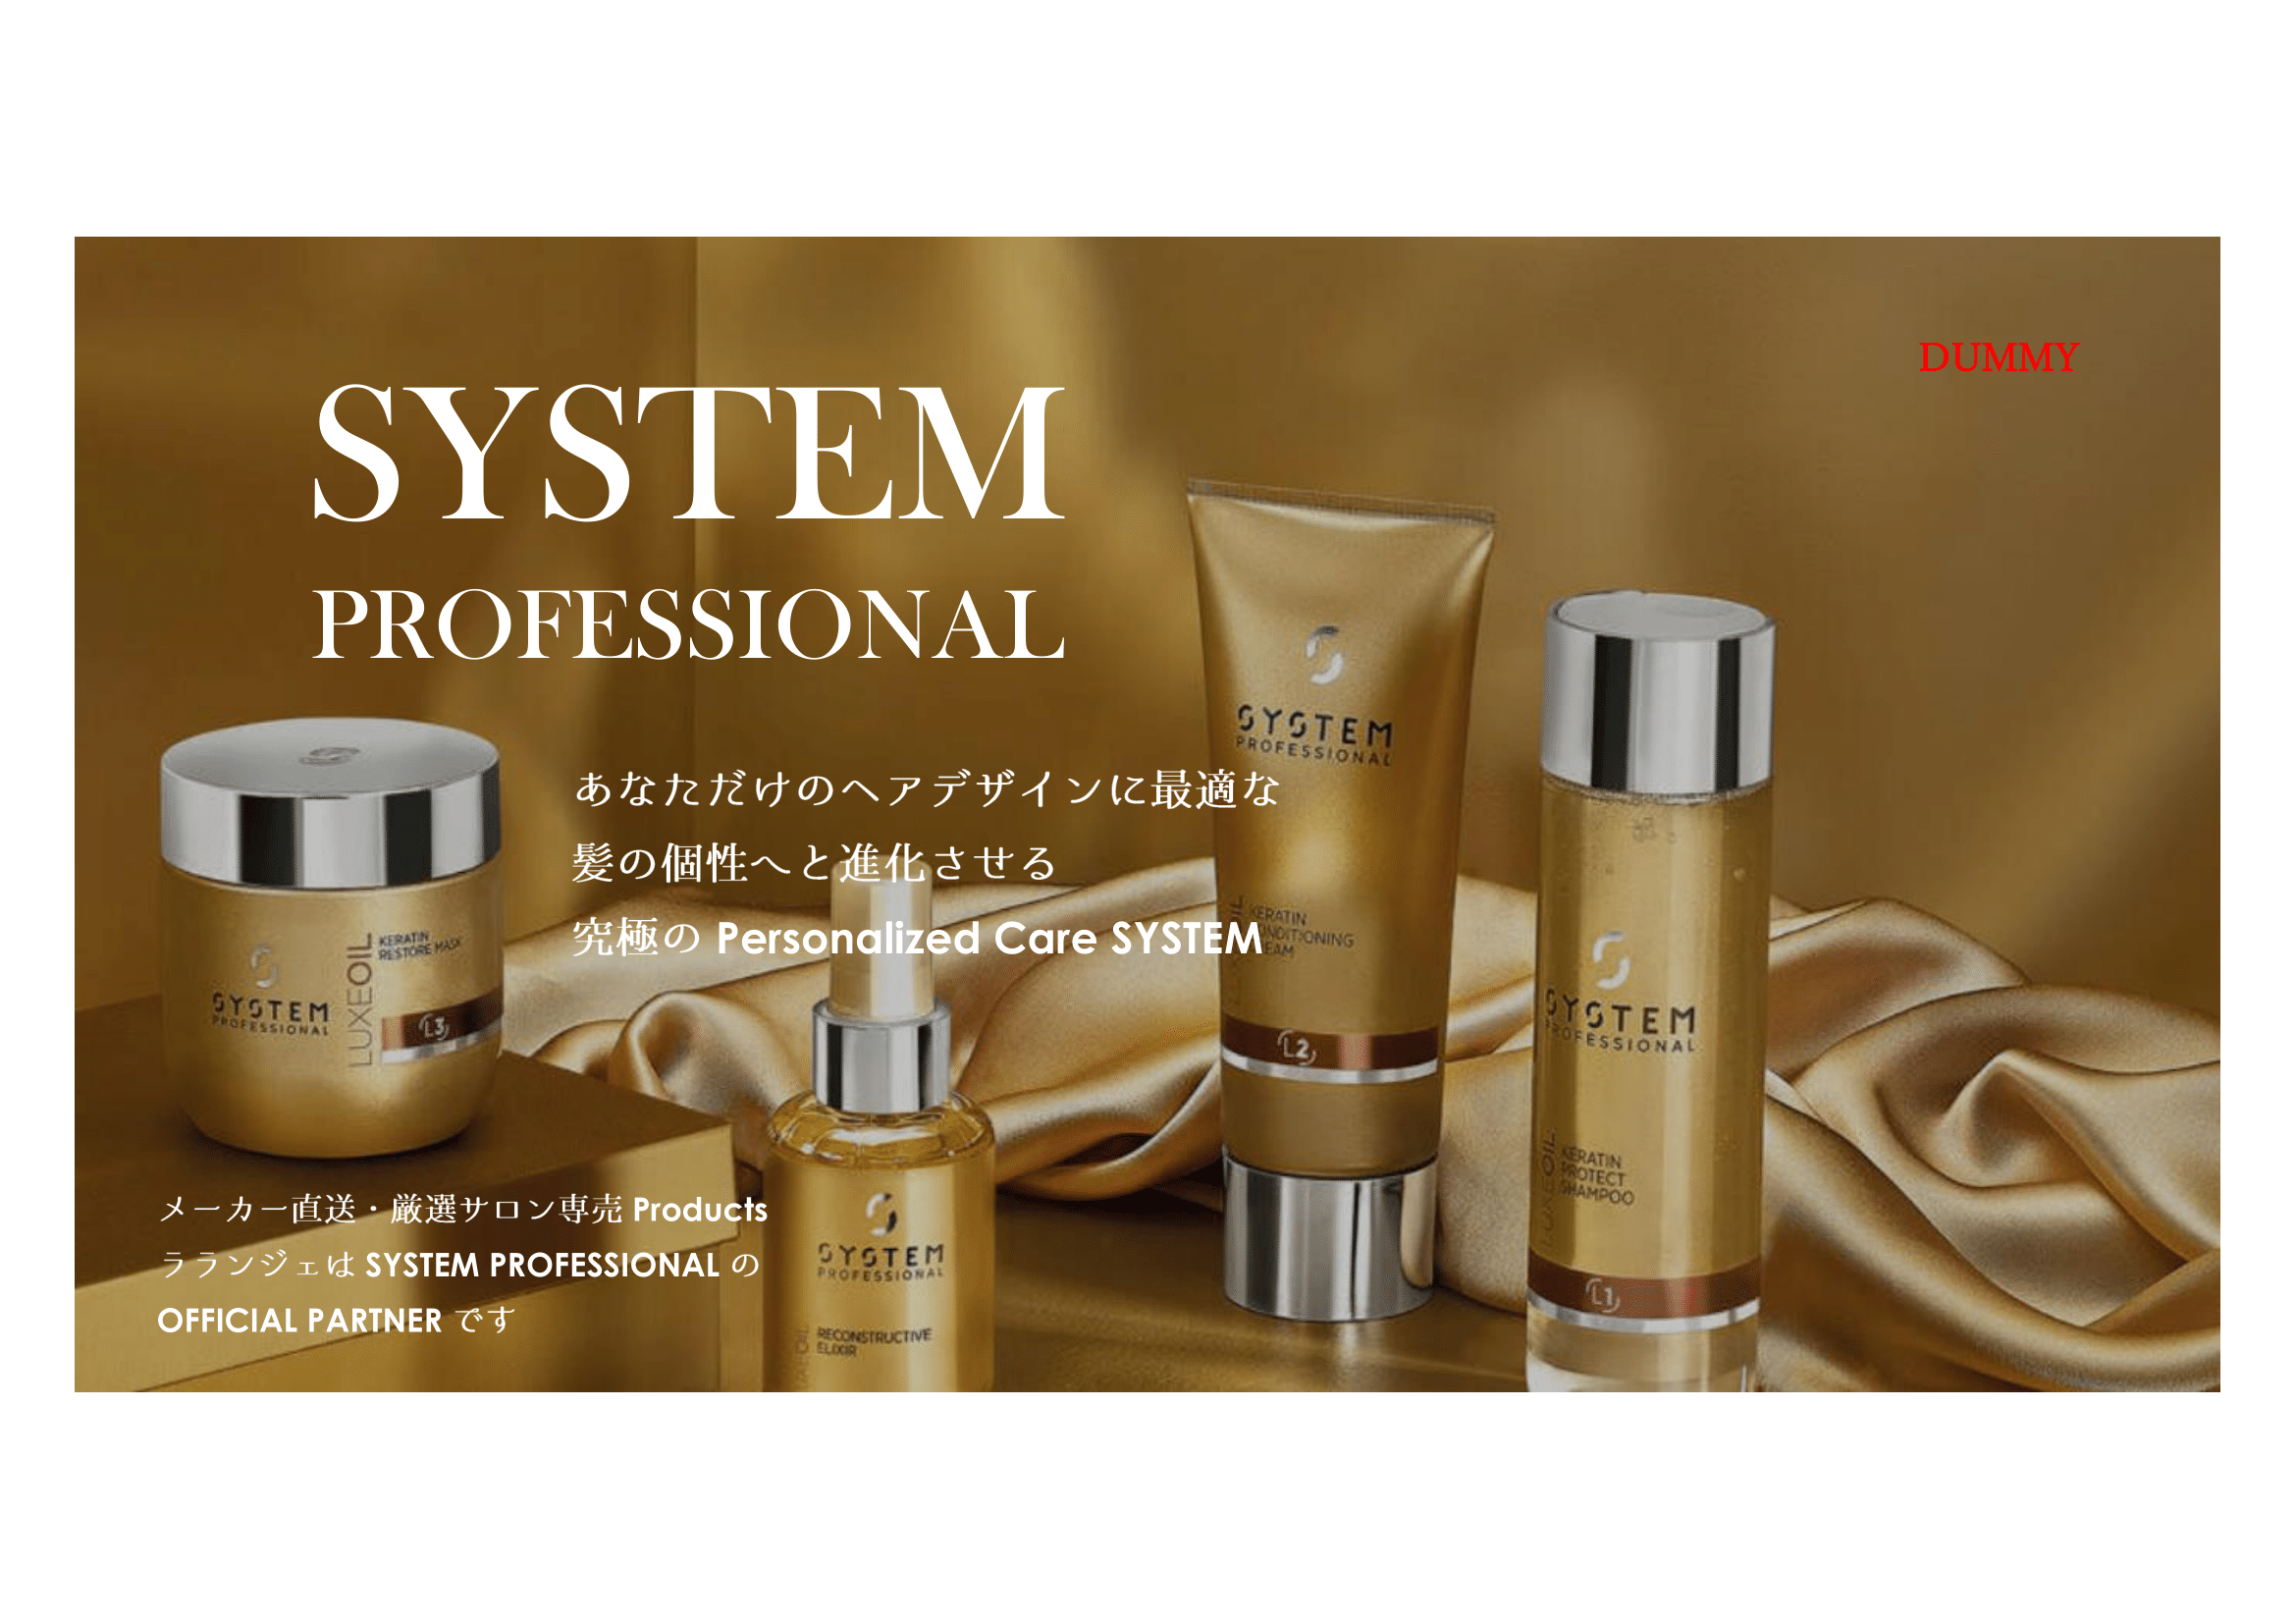 DUMMY
SYSTEM
PROFESSIONAL
あなただけのヘアデザインに最適な
髪の個性へと進化させる
究極の Personalized Care SYSTEM
メーカー直送・厳選サロン専売 Products
ラランジェは SYSTEM PROFESSIONAL の
OFFICIAL PARTNER です
SYSTEM
PROFESSIONAL
LUXEOIL
KERATIN
RESTORE MASK
L3
SYSTEM
PROFESSIONAL
RECONSTRUCTIVE
ELIXIR
SYSTEM
PROFESSIONAL
KERATIN
L2
SYSTEM
PROFESSIONAL
KERATIN
PROTECT
SHAMPOO
L1